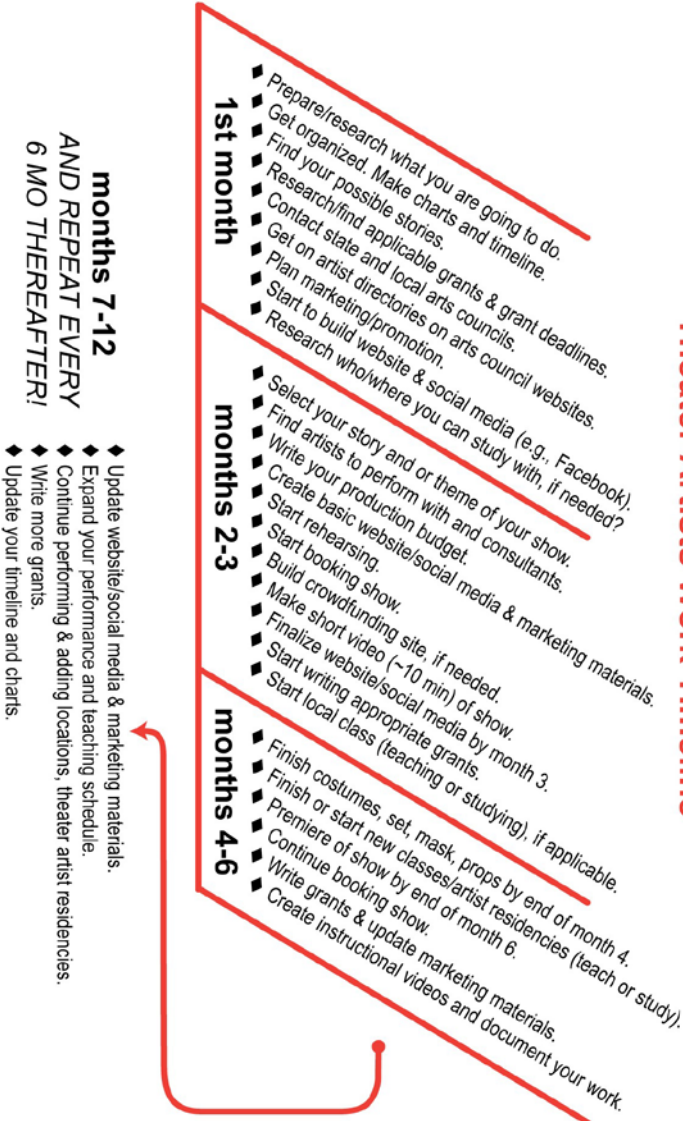 Theater Artists Work Timeline
Prepare/research what you are going to do.
Get organized. Make charts and timeline.
Find your possible stories.
Research/find applicable grants & grant deadlines.
Contact state and local arts councils.
Get on artist directories on arts council websites.
Plan marketing/promotion.
Start to build website & social media (e.g., Facebook).
Research who/where you can study with, if needed?
1st month
Select your story and or theme of your show.
Find artists to perform with and consultants.
Write your production budget.
Create basic website/social media & marketing materials.
Start rehearsing.
Start booking show.
Build crowdfunding site, if needed.
Make short video (~10 min) of show.
Finalize website/social media by month 3.
Start writing appropriate grants.
Start local class (teaching or studying), if applicable.
months 2-3
Finish costumes, set, mask, props by end of month 4.
Finish or start new classes/artist residencies (teach or study).
Premiere of show by end of month 6.
Continue booking show.
Write grants & update marketing materials.
Create instructional videos and document your work.
months 4-6
months 7-12
AND REPEAT EVERY
6 MO THEREAFTER!
◆ Update website/social media & marketing materials.
◆ Expand your performance and teaching schedule.
◆ Continue performing & adding locations, theater artist residencies.
◆ Write more grants.
◆ Update your timeline and charts.